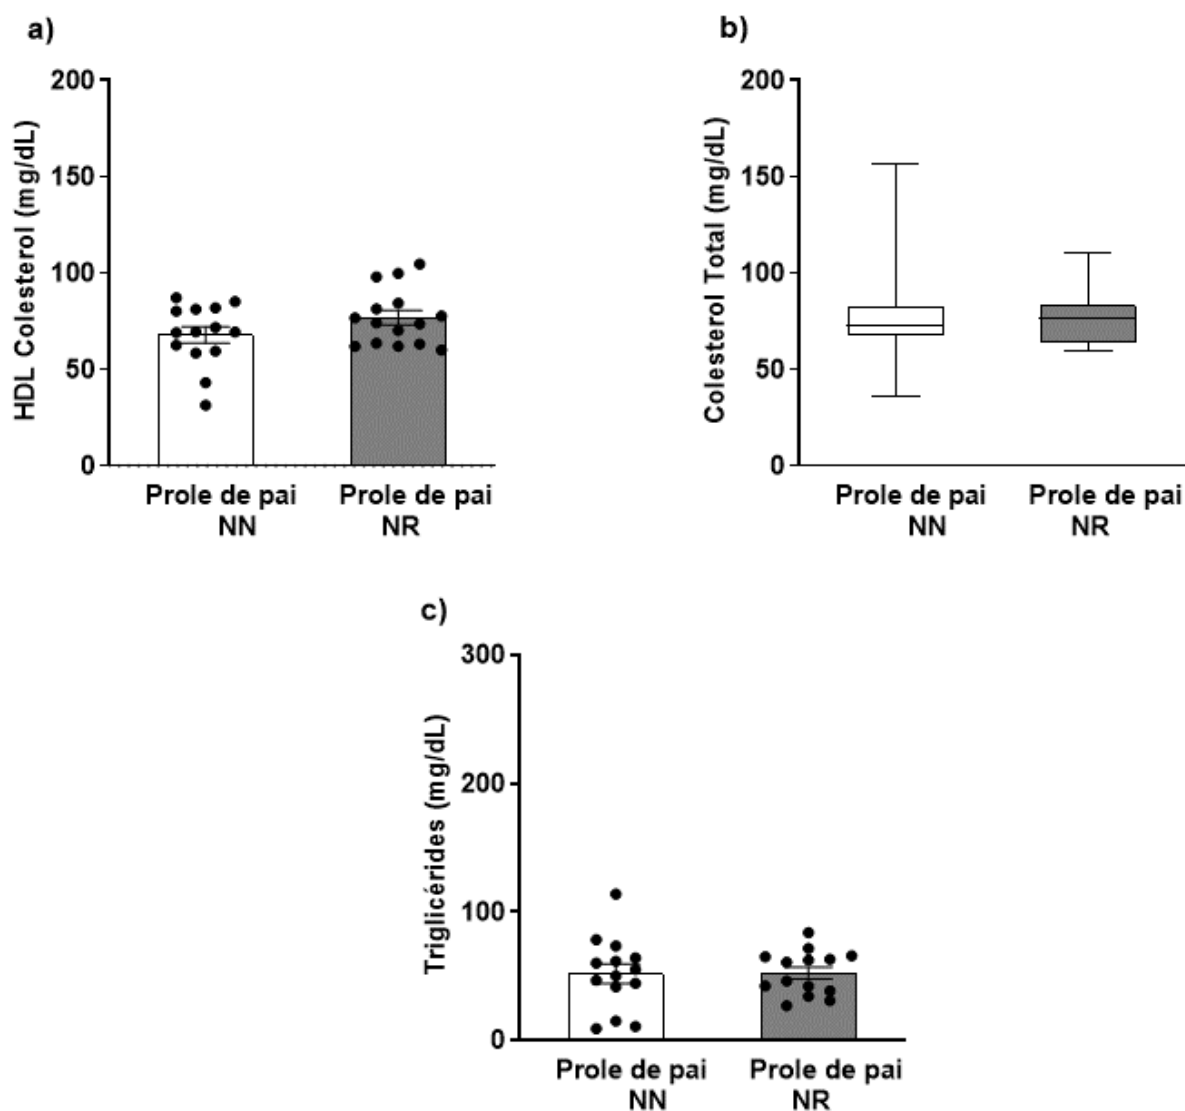 a)
HDL Colesterol (mg/dL)
200
150
100
50
0
Prole de pai
NN
Prole de pai
NR
b)
Colesterol Total (mg/dL)
200
150
100
50
0
Prole de pai
NN
Prole de pai
NR
c)
Triglicérides (mg/dL)
300
200
100
0
Prole de pai
NN
Prole de pai
NR